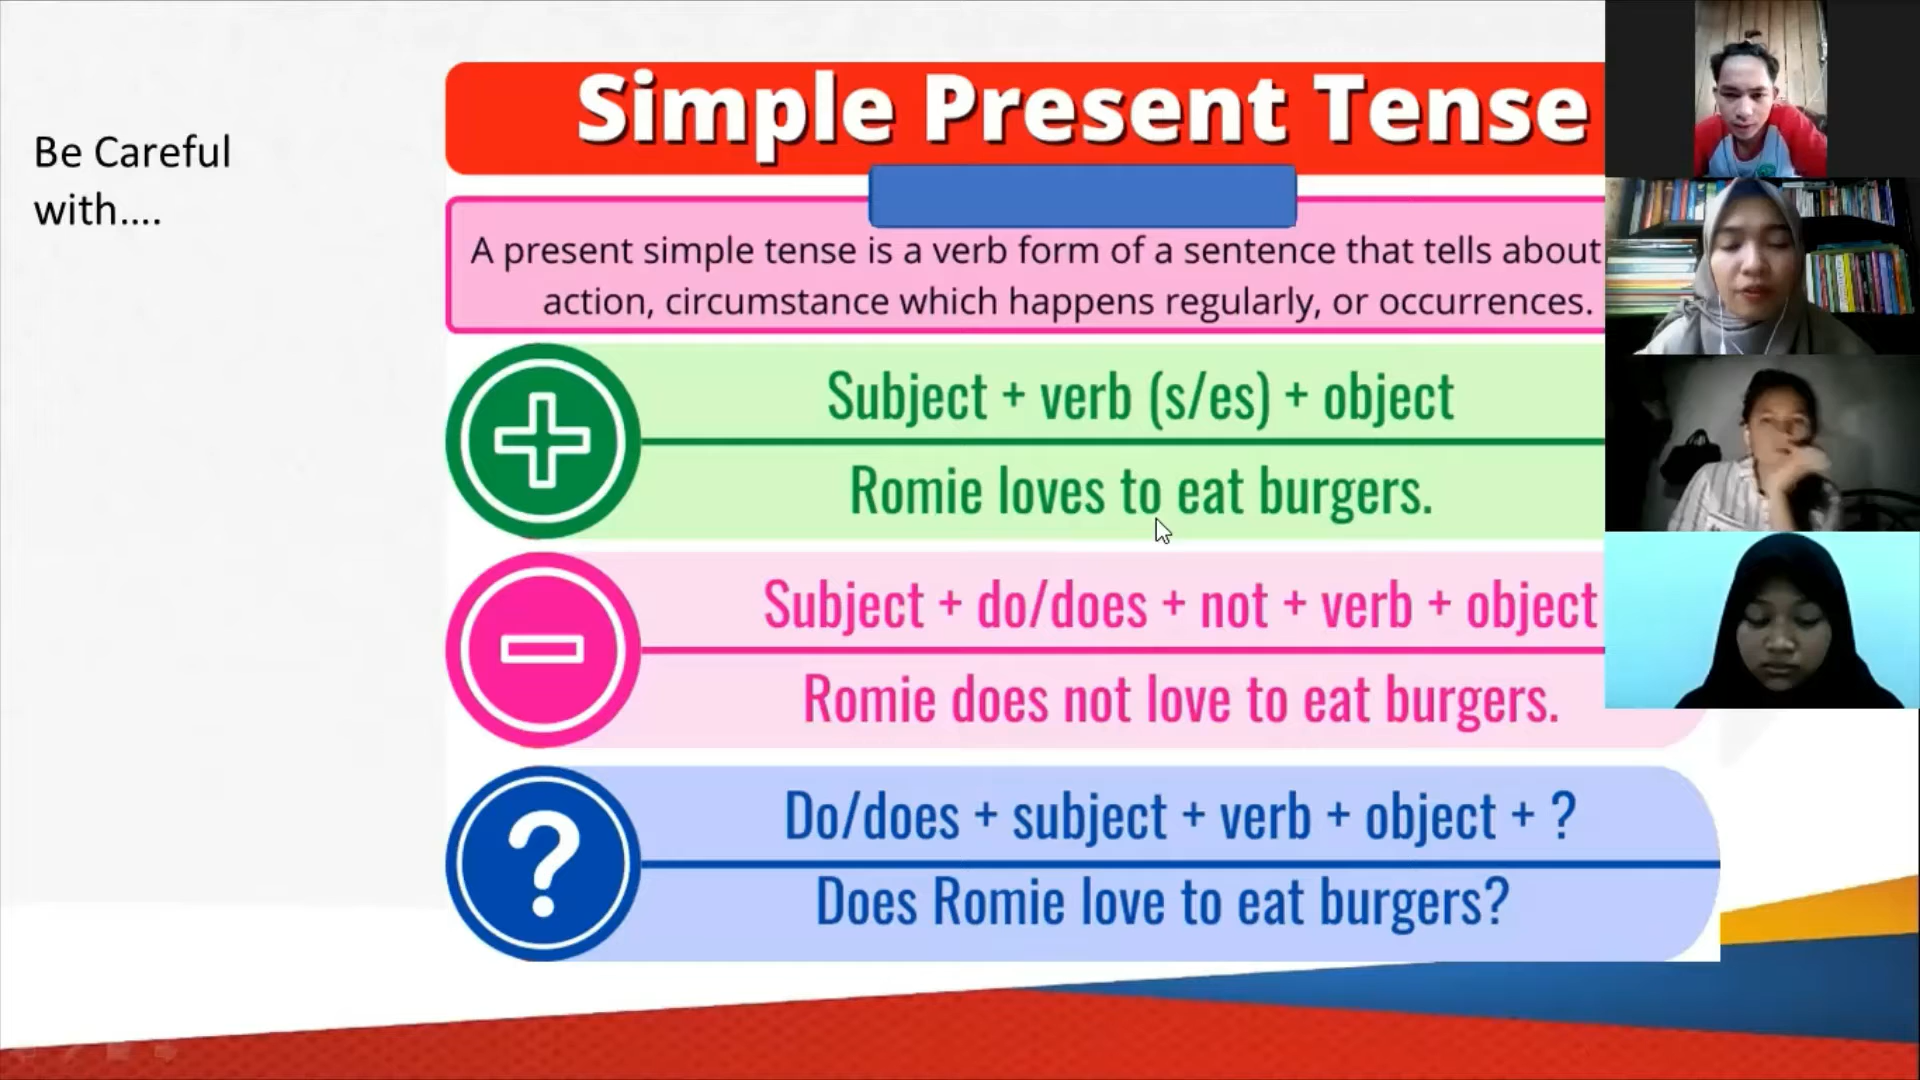 Be Careful
with....
Simple Present Tense
A present simple tense is a verb form of a sentence that tells about
action, circumstance which happens regularly, or occurrences.
Subject + verb (s/es) + object
Romie loves to eat burgers.
Subject + do/does + not + verb + object
Romie does not love to eat burgers.
Do/does + subject + verb + object + ?
Does Romie love to eat burgers?